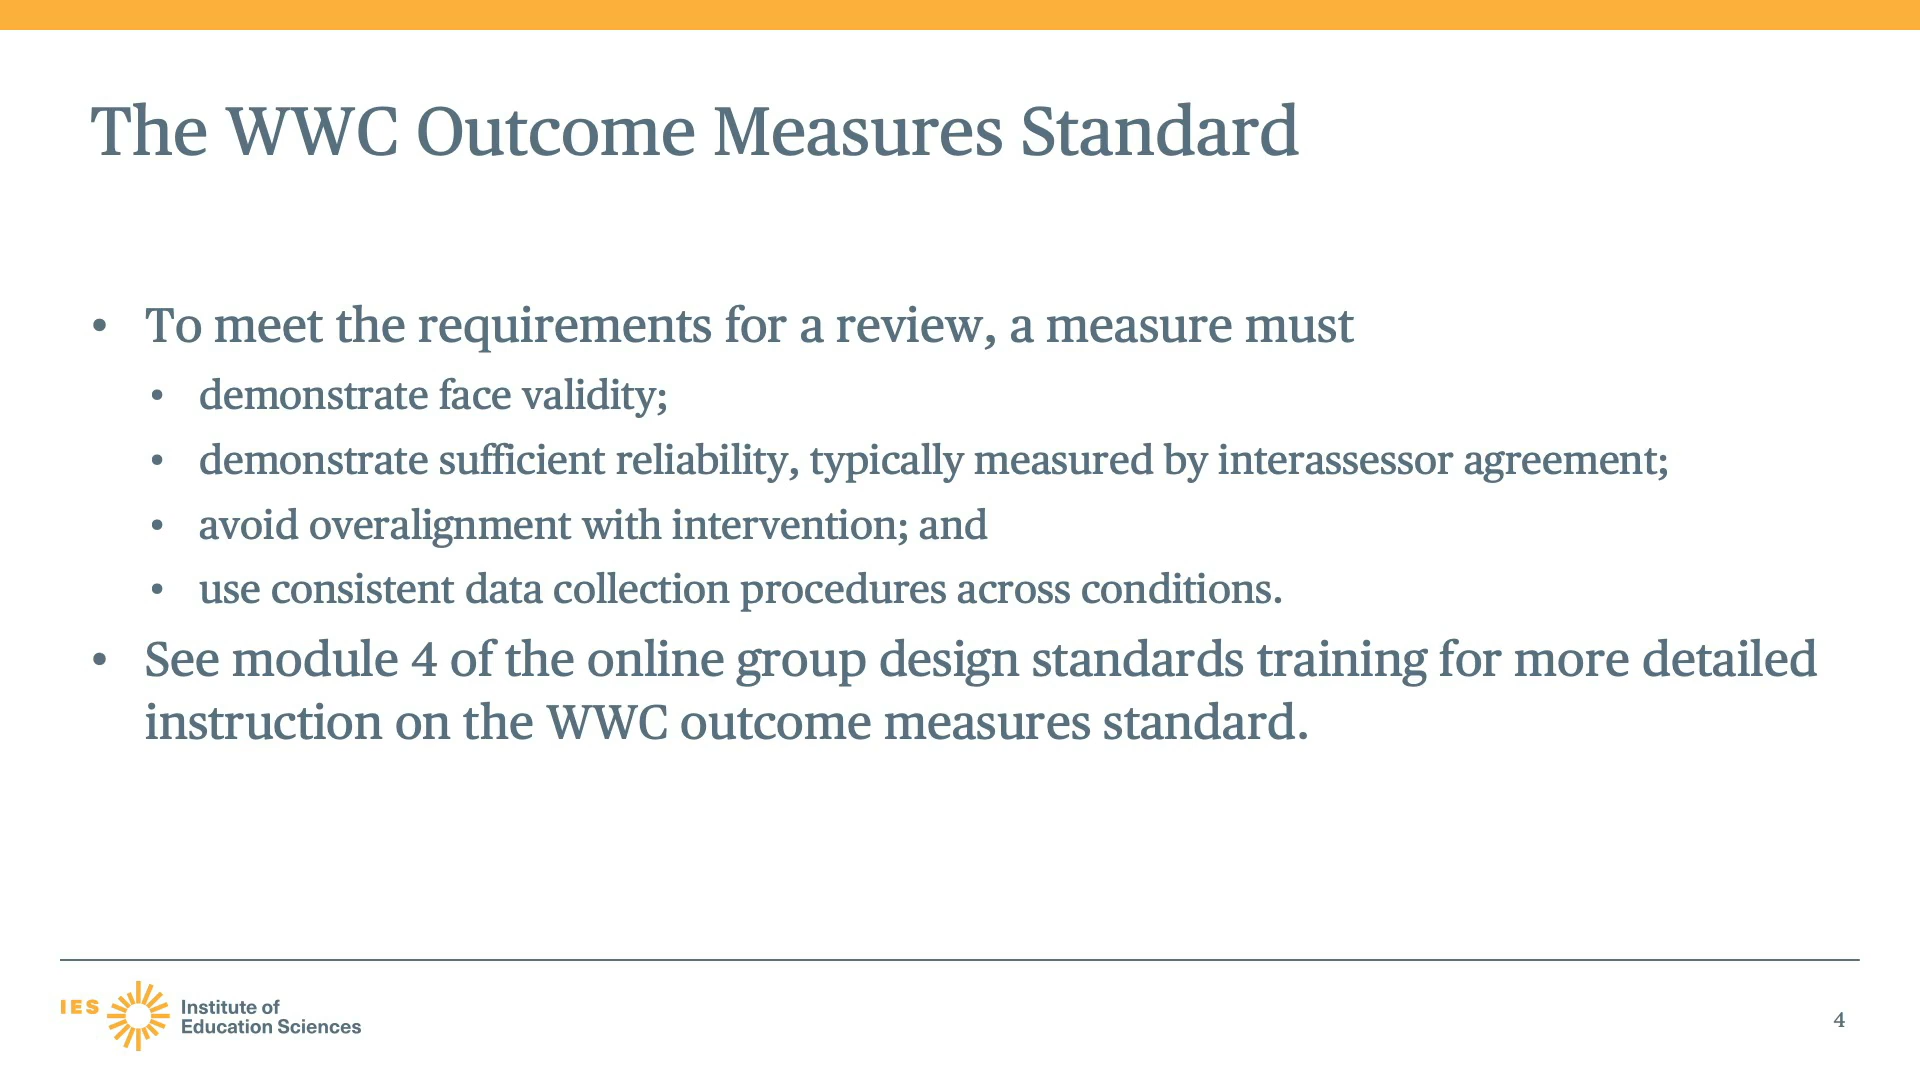 The WWC Outcome Measures Standard
• To meet the requirements for a review, a measure must
• demonstrate face validity;
• demonstrate sufficient reliability, typically measured by interassessor agreement;
• avoid overalignment with intervention; and
• use consistent data collection procedures across conditions.
• See module 4 of the online group design standards training for more detailed
instruction on the WWC outcome measures standard.
IES
Institute of
Education Sciences
4